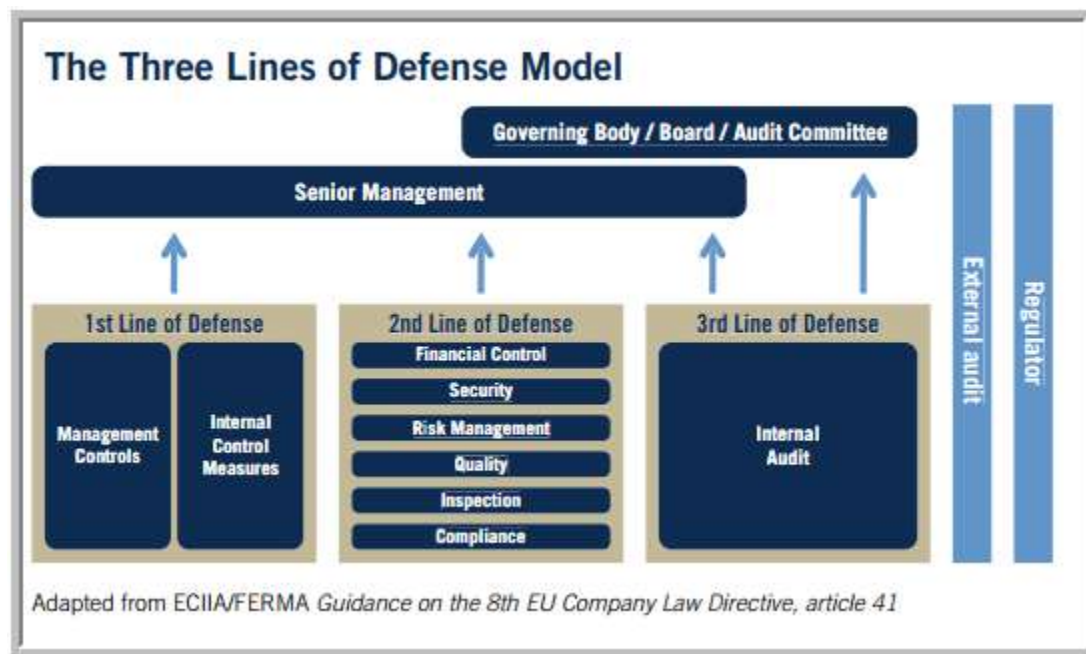 The Three Lines of Defense Model
Governing Body / Board / Audit Committee
Senior Management
1st Line of Defense
Management
Controls
Internal
Control
Measures
2nd Line of Defense
Financial Control
Security
Risk Management
Quality
Inspection
Compliance
3rd Line of Defense
Internal
Audit
External audit
Regulator
Adapted from ECIIA/FERMA Guidance on the 8th EU Company Law Directive, article 41